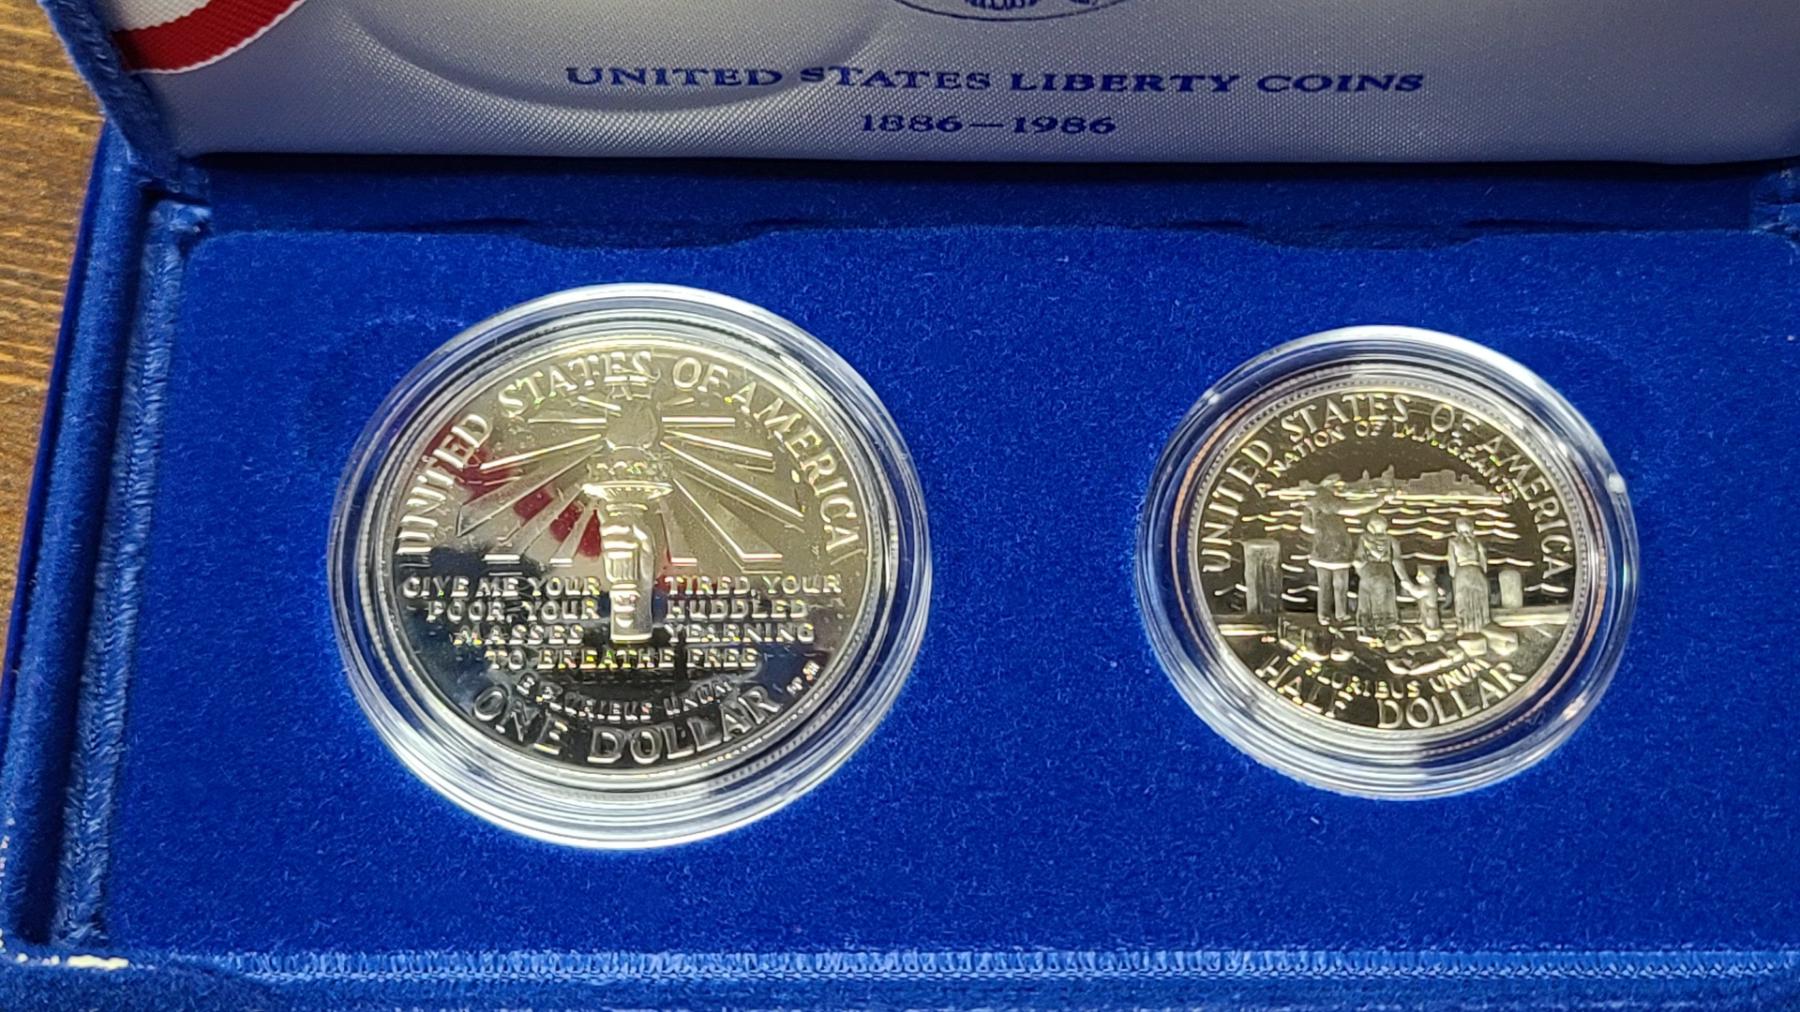 UNITED STATES LIBERTY COINS
1886–1986
UNITED STATES OF AMERICA
GIVE ME YOUR TIRED, YOUR
POOR, YOUR HUDDLED
MASSES YEARNING
TO BREATHE FREE
E PLURIBUS UNUM
ONE DOLLAR
UNITED STATES OF AMERICA
A NATION OF IMMIGRANTS
E PLURIBUS UNUM
HALF DOLLAR